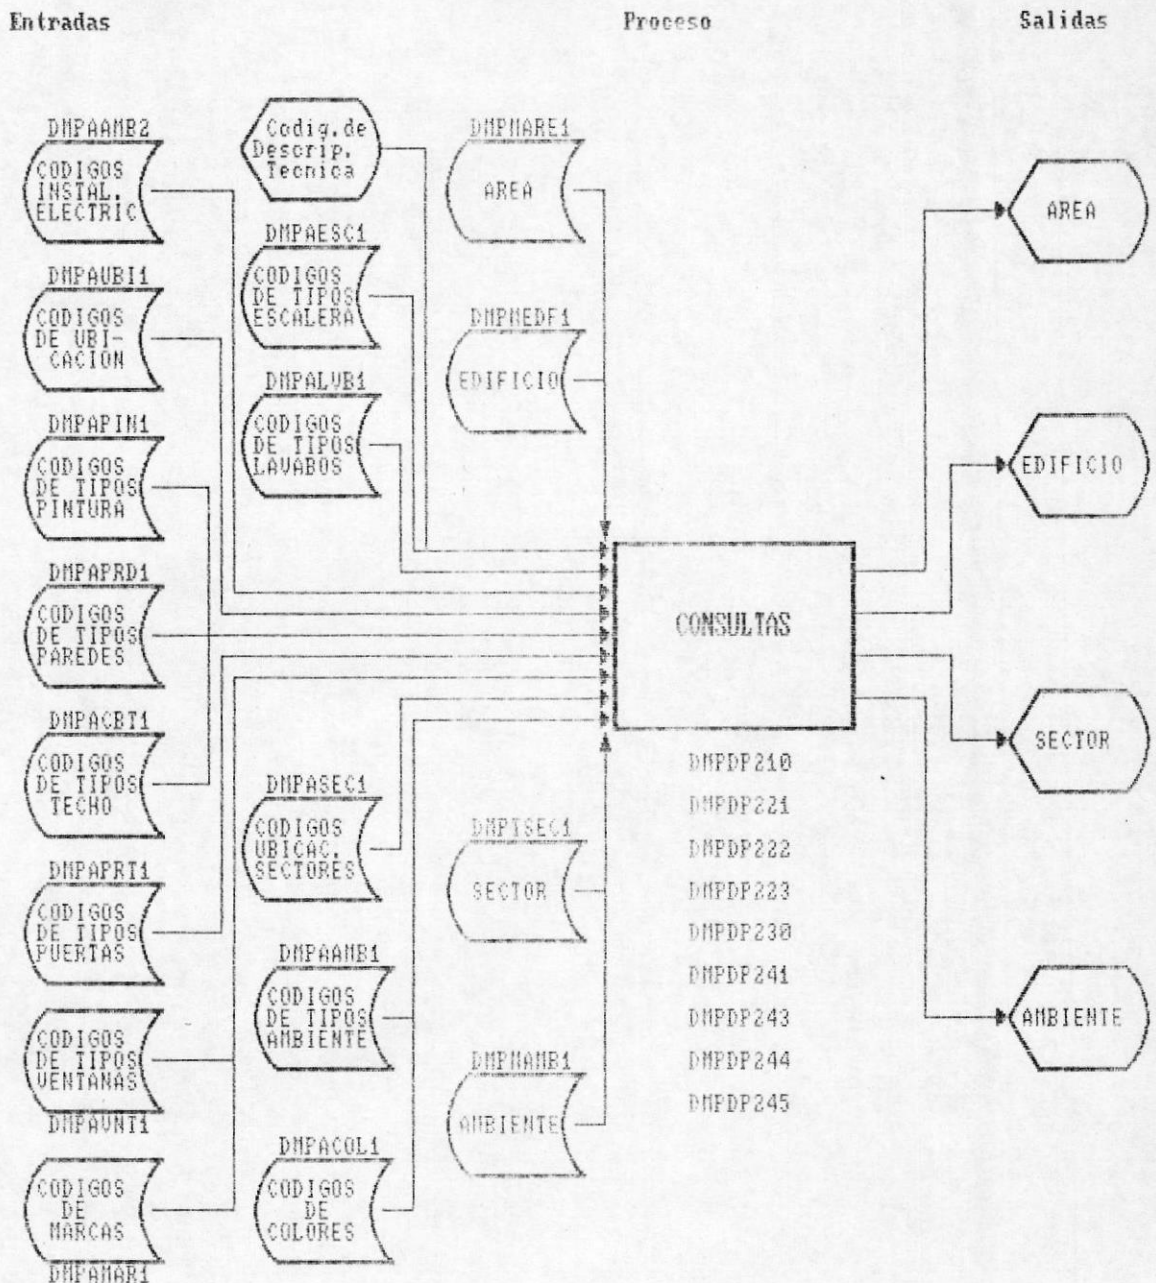 Entradas
Proceso
Salidas
DMPAAMB2
CODIGOS
INSTAL.
ELECTRIC
DMPAUBI1
CODIGOS
DE UBI-
CACION
DMPAPIN1
CODIGOS
DE TIPOS
PINTURA
DMPAPRD1
CODIGOS
DE TIPOS
PAREDES
DMPACBT1
CODIGOS
DE TIPOS
TECHO
DMPAPRT1
CODIGOS
DE TIPOS
PUERTAS
CODIGOS
DE TIPOS
VENTANAS
DMPAVNT1
CODIGOS
DE
MARCAS
DMPAMAR1
Codig.de
Descrip.
Tecnica
DMPAESC1
CODIGOS
DE TIPOS
ESCALERA
DMPALVB1
CODIGOS
DE TIPOS
LAVABOS
DMPASEC1
CODIGOS
UBICAC.
SECTORES
DMPAAMB1
CODIGOS
DE TIPOS
AMBIENTE
DMPACOL1
CODIGOS
DE
COLORES
DMPMARE1
AREA
DMPMEDF1
EDIFICIO
DMPTSEC1
SECTOR
DMPMAMB1
AMBIENTE
CONSULTAS
DMPDP210
DMPDP221
DMPDP222
DMPDP223
DMPDP230
DMPDP241
DMPDP243
DMPDP244
DMPDP245
AREA
EDIFICIO
SECTOR
AMBIENTE